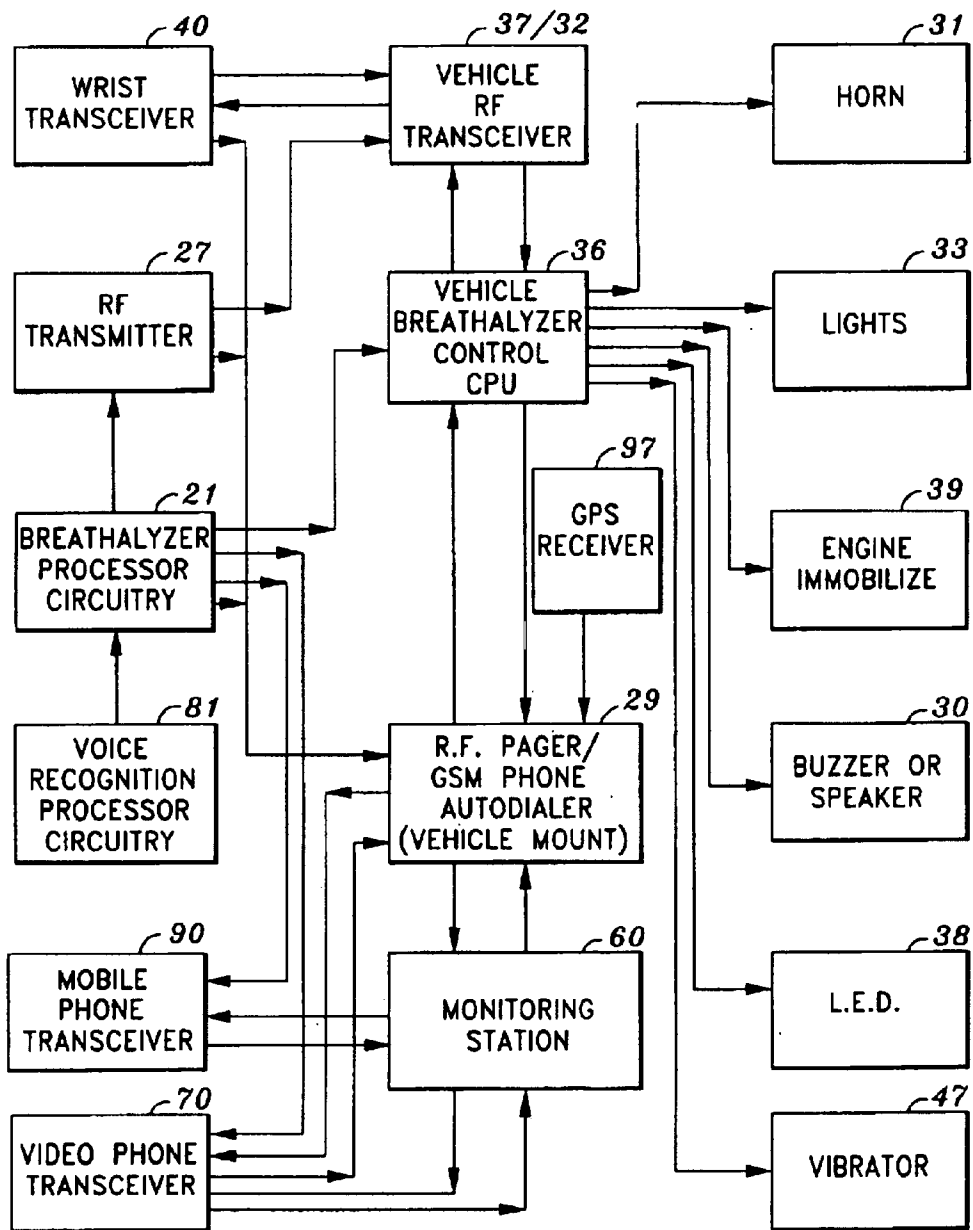 40
WRIST
TRANSCEIVER
37/32
VEHICLE
RF
TRANSCEIVER
31
HORN
27
RF
TRANSMITTER
36
VEHICLE
BREATHALYZER
CONTROL
CPU
33
LIGHTS
21
BREATHALYZER
PROCESSOR
CIRCUITRY
97
GPS
RECEIVER
39
ENGINE
IMMOBILIZE
81
VOICE
RECOGNITION
PROCESSOR
CIRCUITRY
29
R.F. PAGER/
GSM PHONE
AUTODIALER
(VEHICLE MOUNT)
30
BUZZER OR
SPEAKER
90
MOBILE
PHONE
TRANSCEIVER
60
MONITORING
STATION
38
L.E.D.
70
VIDEO PHONE
TRANSCEIVER
47
VIBRATOR